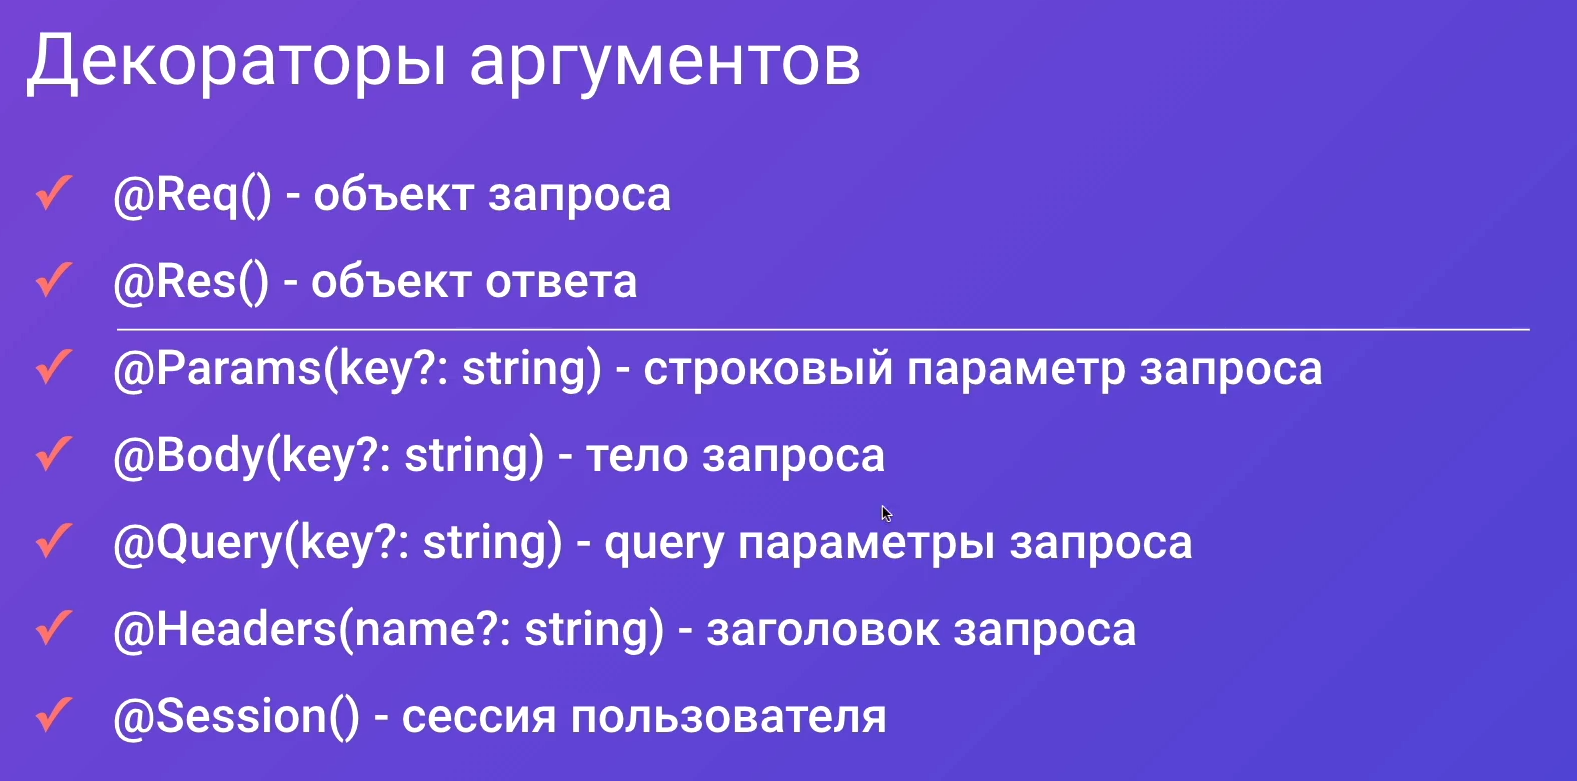 Декораторы аргументов
@Req() - объект запроса
@Res() - объект ответа
@Params(key?: string) - строковый параметр запроса
@Body(key?: string) - тело запроса
@Query(key?: string) - query параметры запроса
@Headers(name?: string) - заголовок запроса
@Session() - сессия пользователя